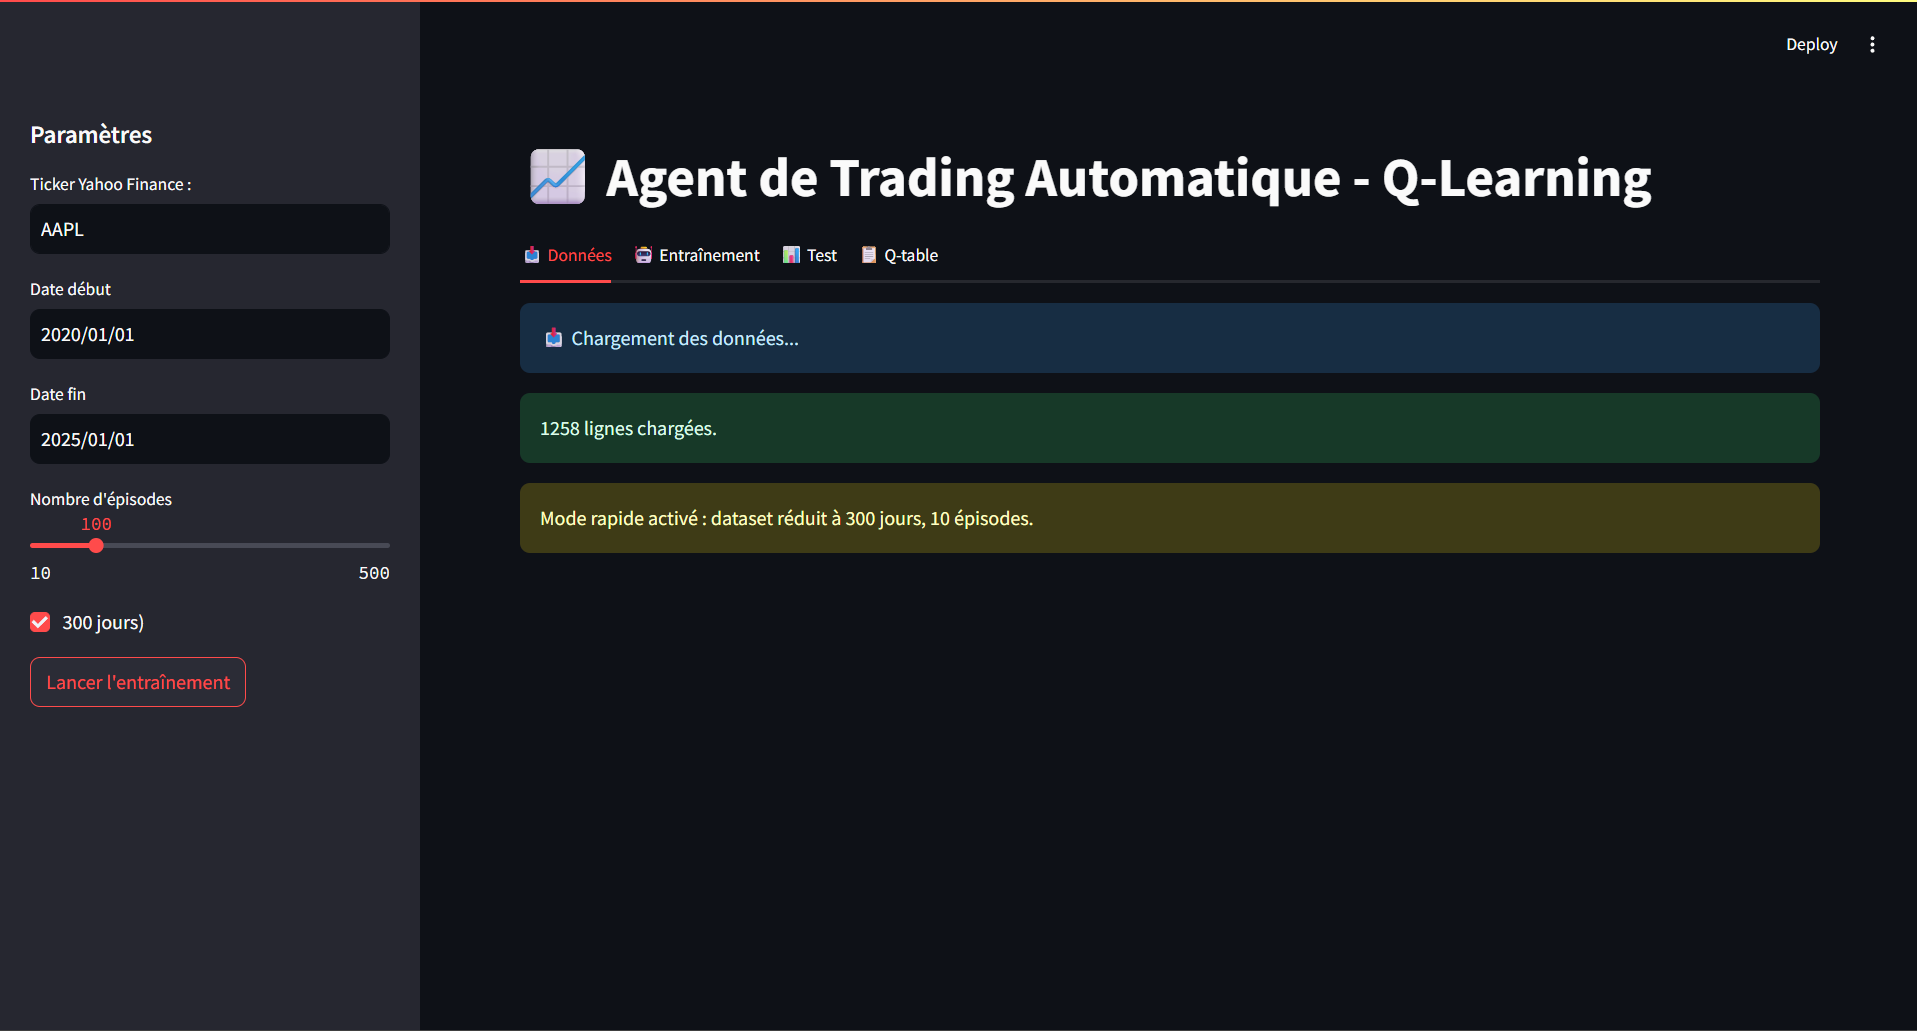 Deploy
Paramètres
Ticker Yahoo Finance :
AAPL
Date début
2020/01/01
Date fin
2025/01/01
Nombre d'épisodes
100
10 500
300 jours)
Lancer l'entraînement
Agent de Trading Automatique - Q-Learning
Données Entraînement Test Q-table
Chargement des données...
1258 lignes chargées.
Mode rapide activé : dataset réduit à 300 jours, 10 épisodes.